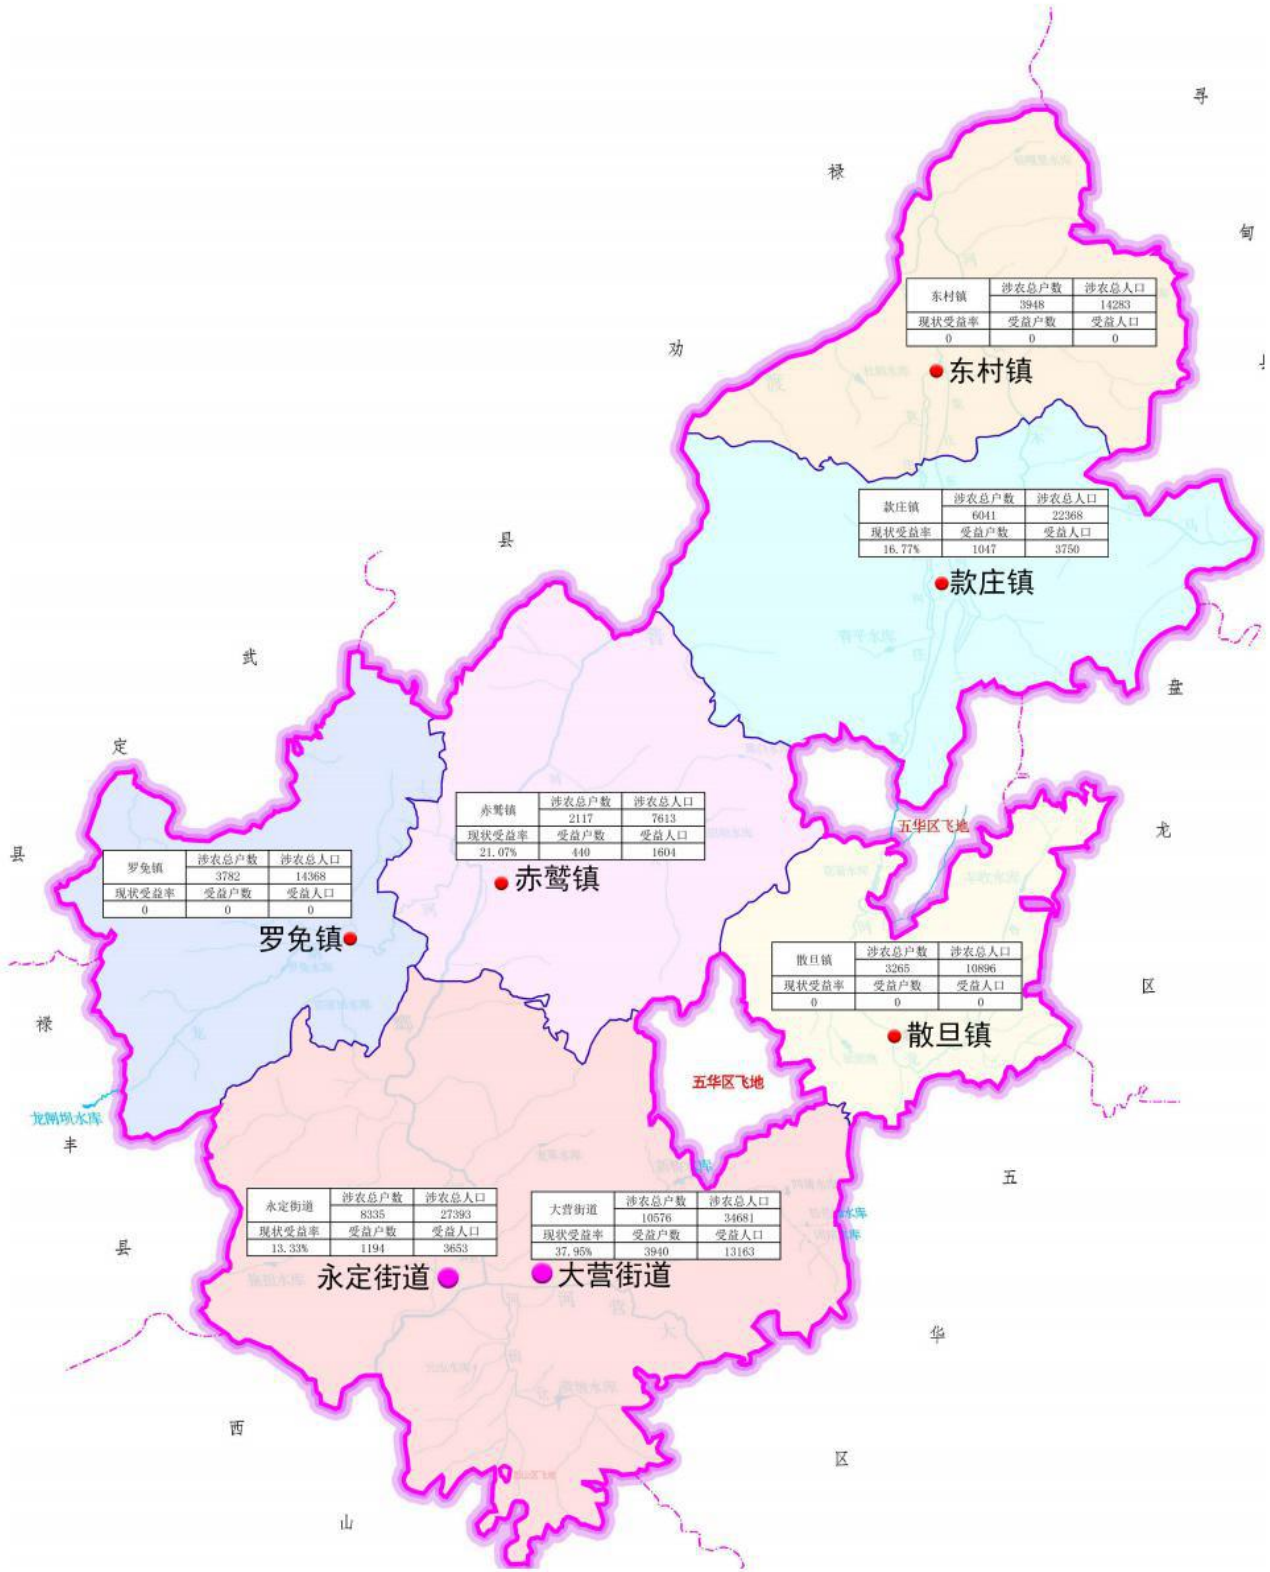 寻
禄
甸
东村镇 涉农总户数 涉农总人口
3948 14283
现状受益率 受益户数 受益人口
0 0 0
劝
东村镇
款庄镇 涉农总户数 涉农总人口
6041 22368
现状受益率 受益户数 受益人口
16.77% 1047 3750
县
款庄镇
武
盘
定
赤鹫镇 涉农总户数 涉农总人口
2117 7613
现状受益率 受益户数 受益人口
21.07% 440 1604
赤鹫镇
五华区飞地
龙
县
罗免镇 涉农总户数 涉农总人口
3782 14368
现状受益率 受益户数 受益人口
0 0 0
罗免镇
散旦镇 涉农总户数 涉农总人口
3265 10896
现状受益率 受益户数 受益人口
0 0 0
区
禄
散旦镇
五华区飞地
龙闸坝水库
丰
五
永定街道 涉农总户数 涉农总人口
8335 27393
现状受益率 受益户数 受益人口
13.33% 1194 3653
永定街道
大营街道 涉农总户数 涉农总人口
10576 34681
现状受益率 受益户数 受益人口
37.95% 3940 13163
大营街道
县
华
西
区
山